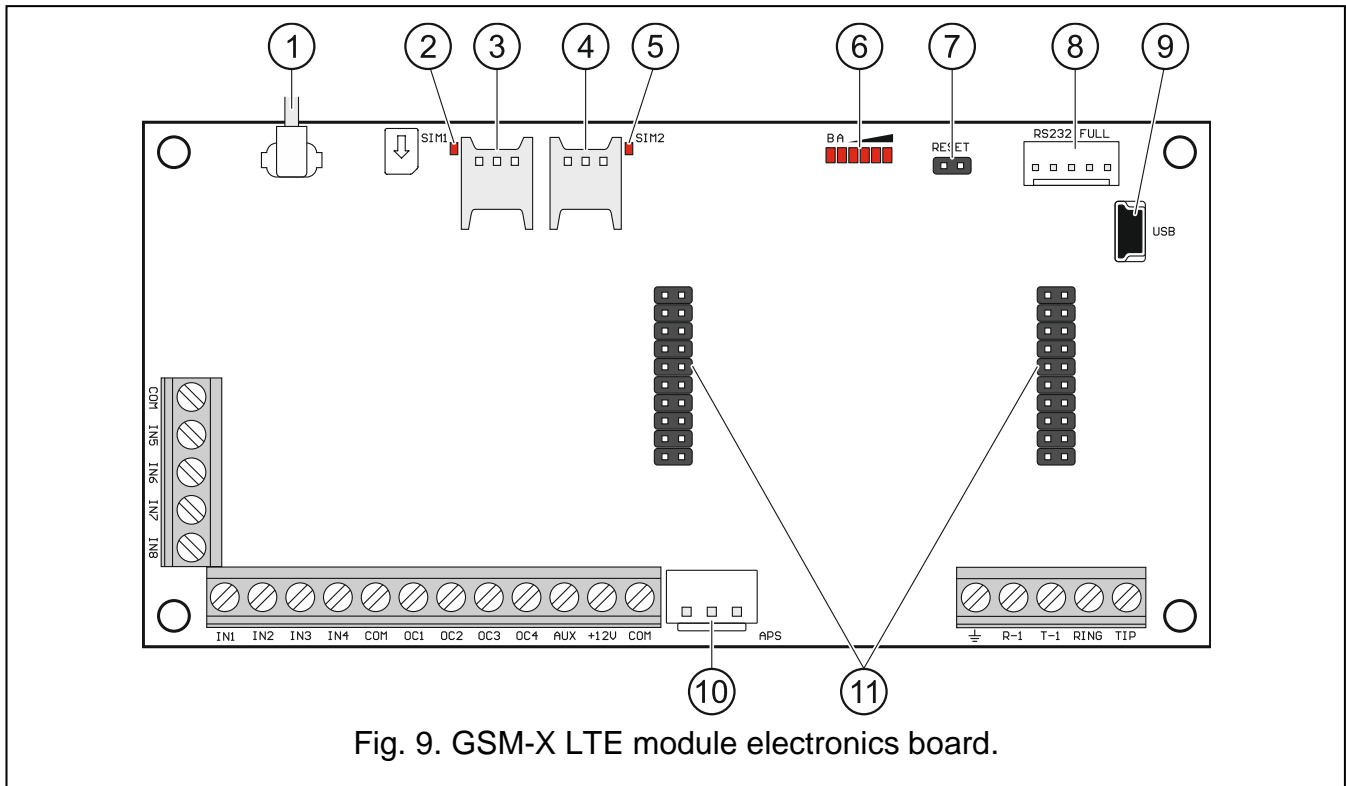 1 2 3 4 5 6 7 8 9
SIM1 SIM2 BA RESET RS232 FULL
USB
COM
IN5
IN6
IN7
IN8
IN1 IN2 IN3 IN4 COM OC1 OC2 OC3 OC4 AUX +12V COM APS R-1 T-1 RING TIP
10 11
Fig. 9. GSM-X LTE module electronics board.